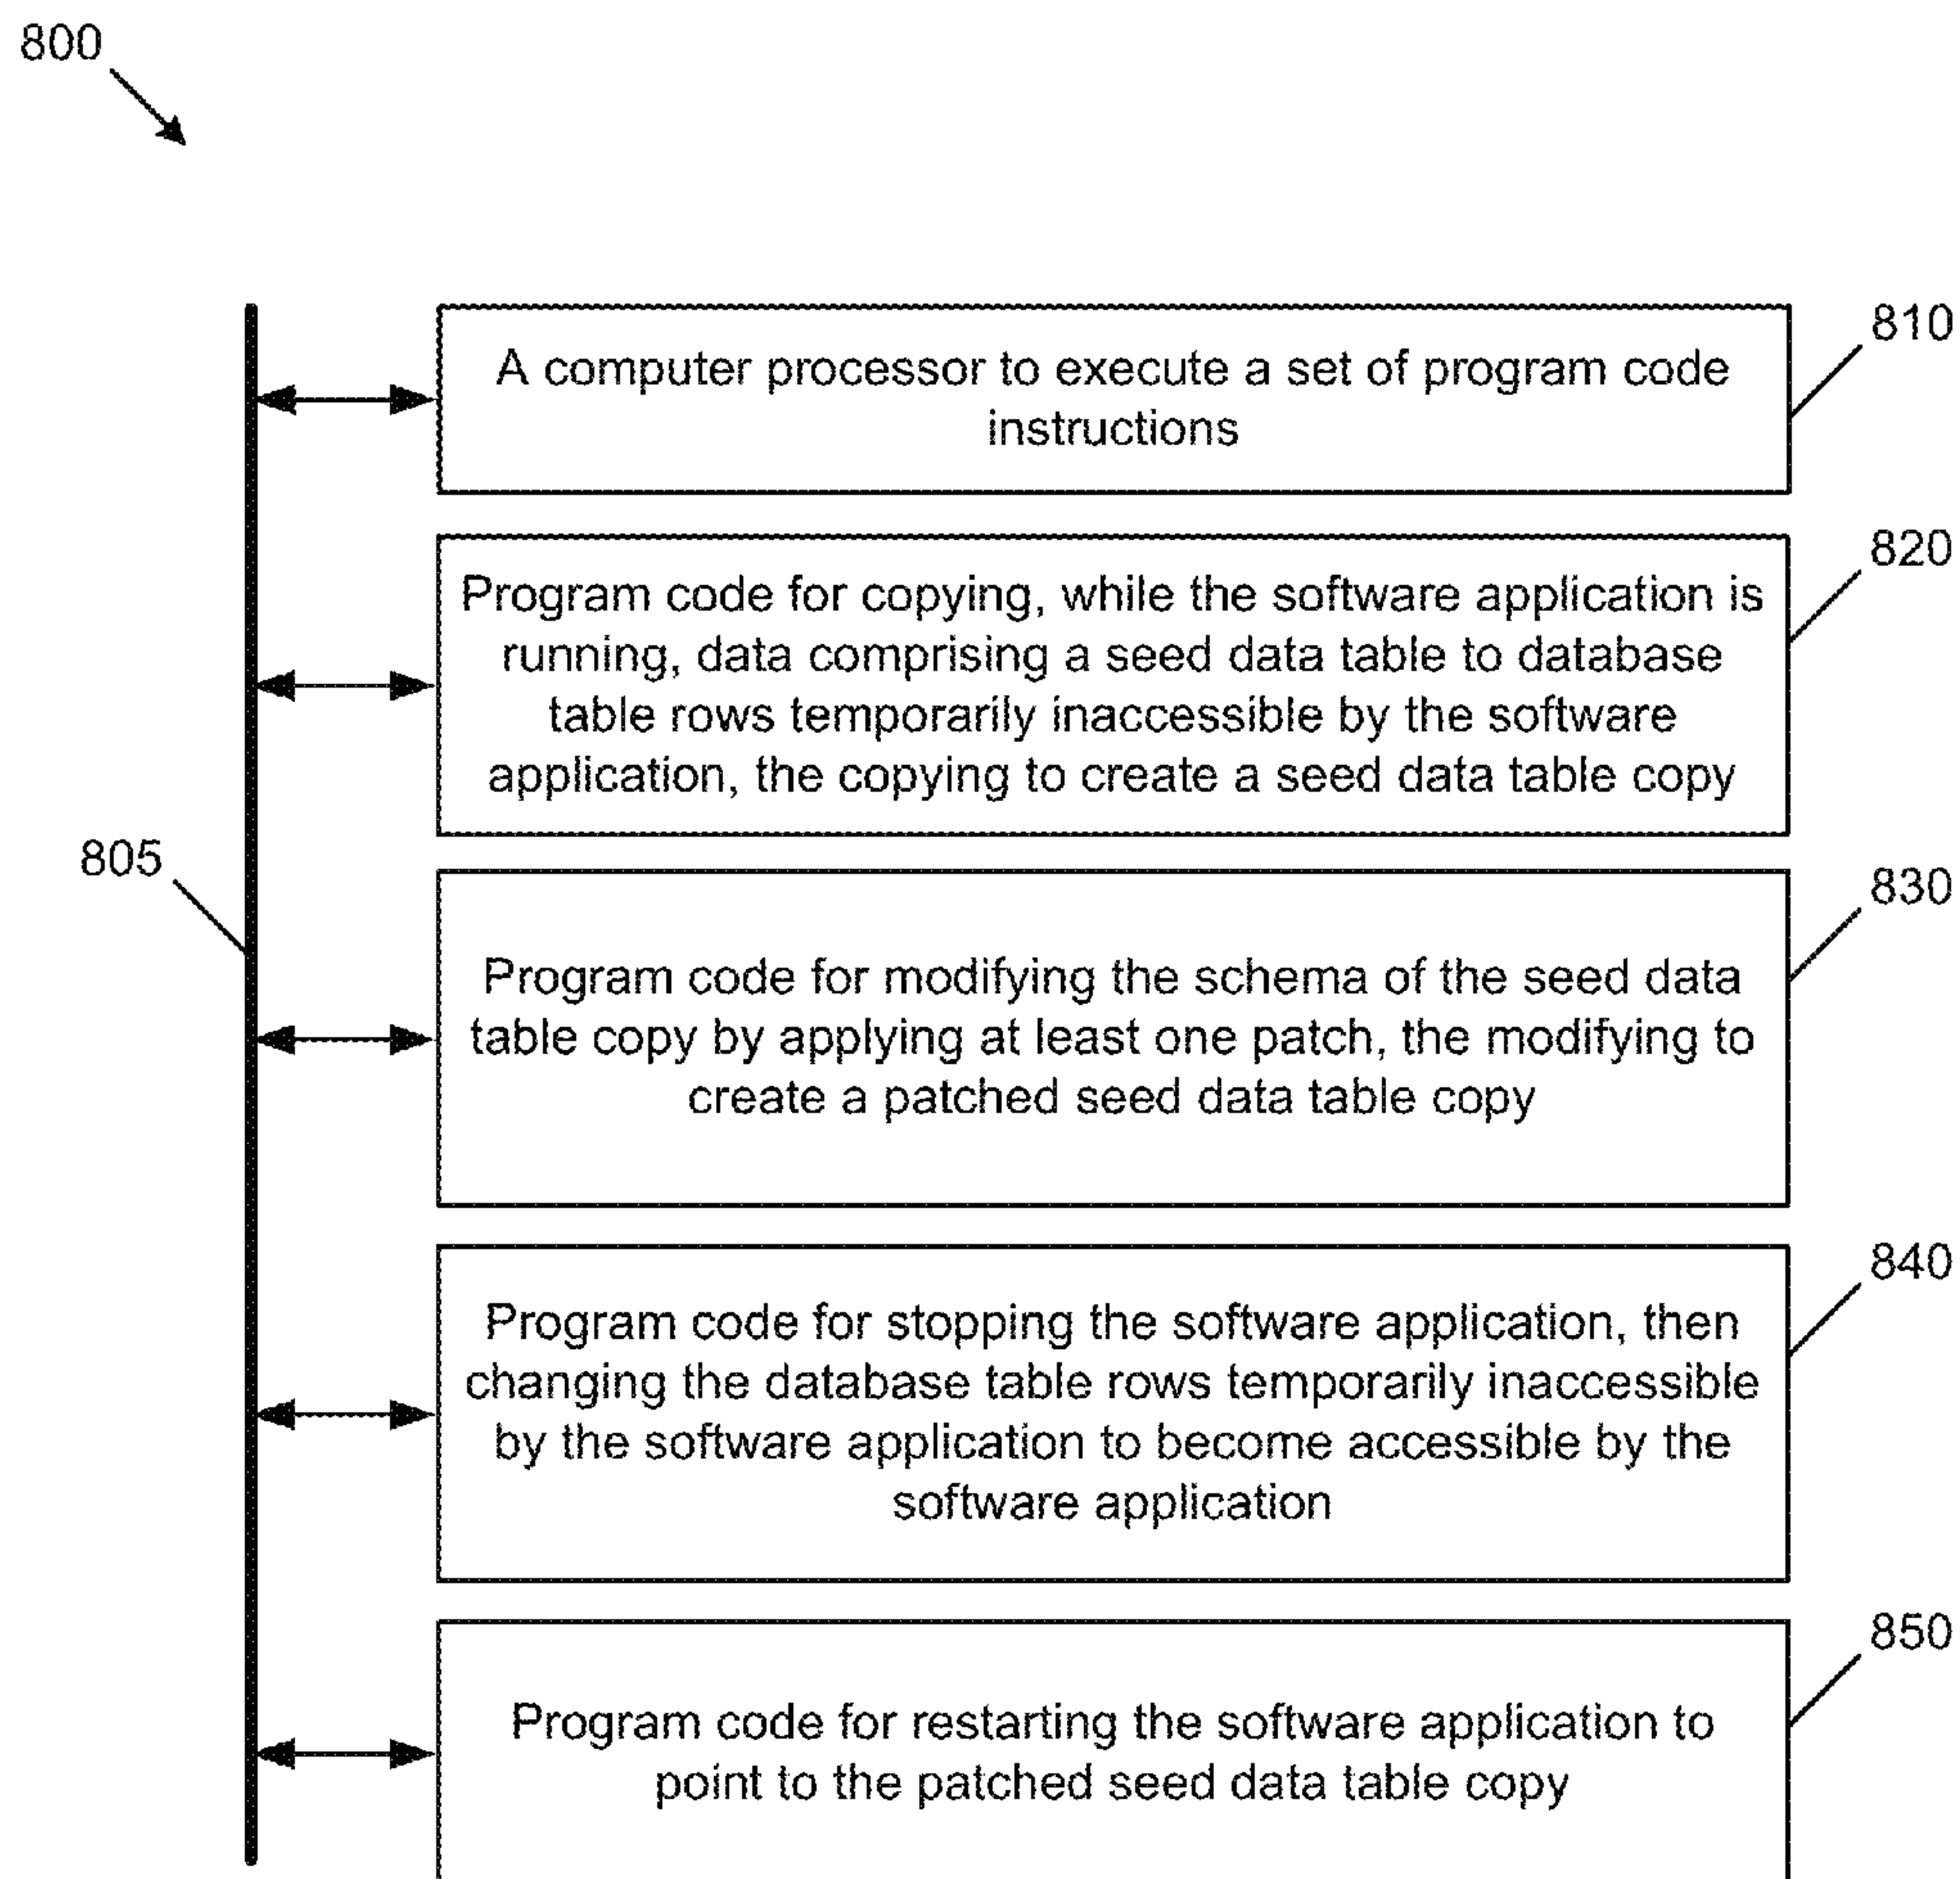 800
810
A computer processor to execute a set of program code
instructions
820
Program code for copying, while the software application is
running, data comprising a seed data table to database
table rows temporarily inaccessible by the software
application, the copying to create a seed data table copy
805
830
Program code for modifying the schema of the seed data
table copy by applying at least one patch, the modifying to
create a patched seed data table copy
840
Program code for stopping the software application, then
changing the database table rows temporarily inaccessible
by the software application to become accessible by the
software application
850
Program code for restarting the software application to
point to the patched seed data table copy